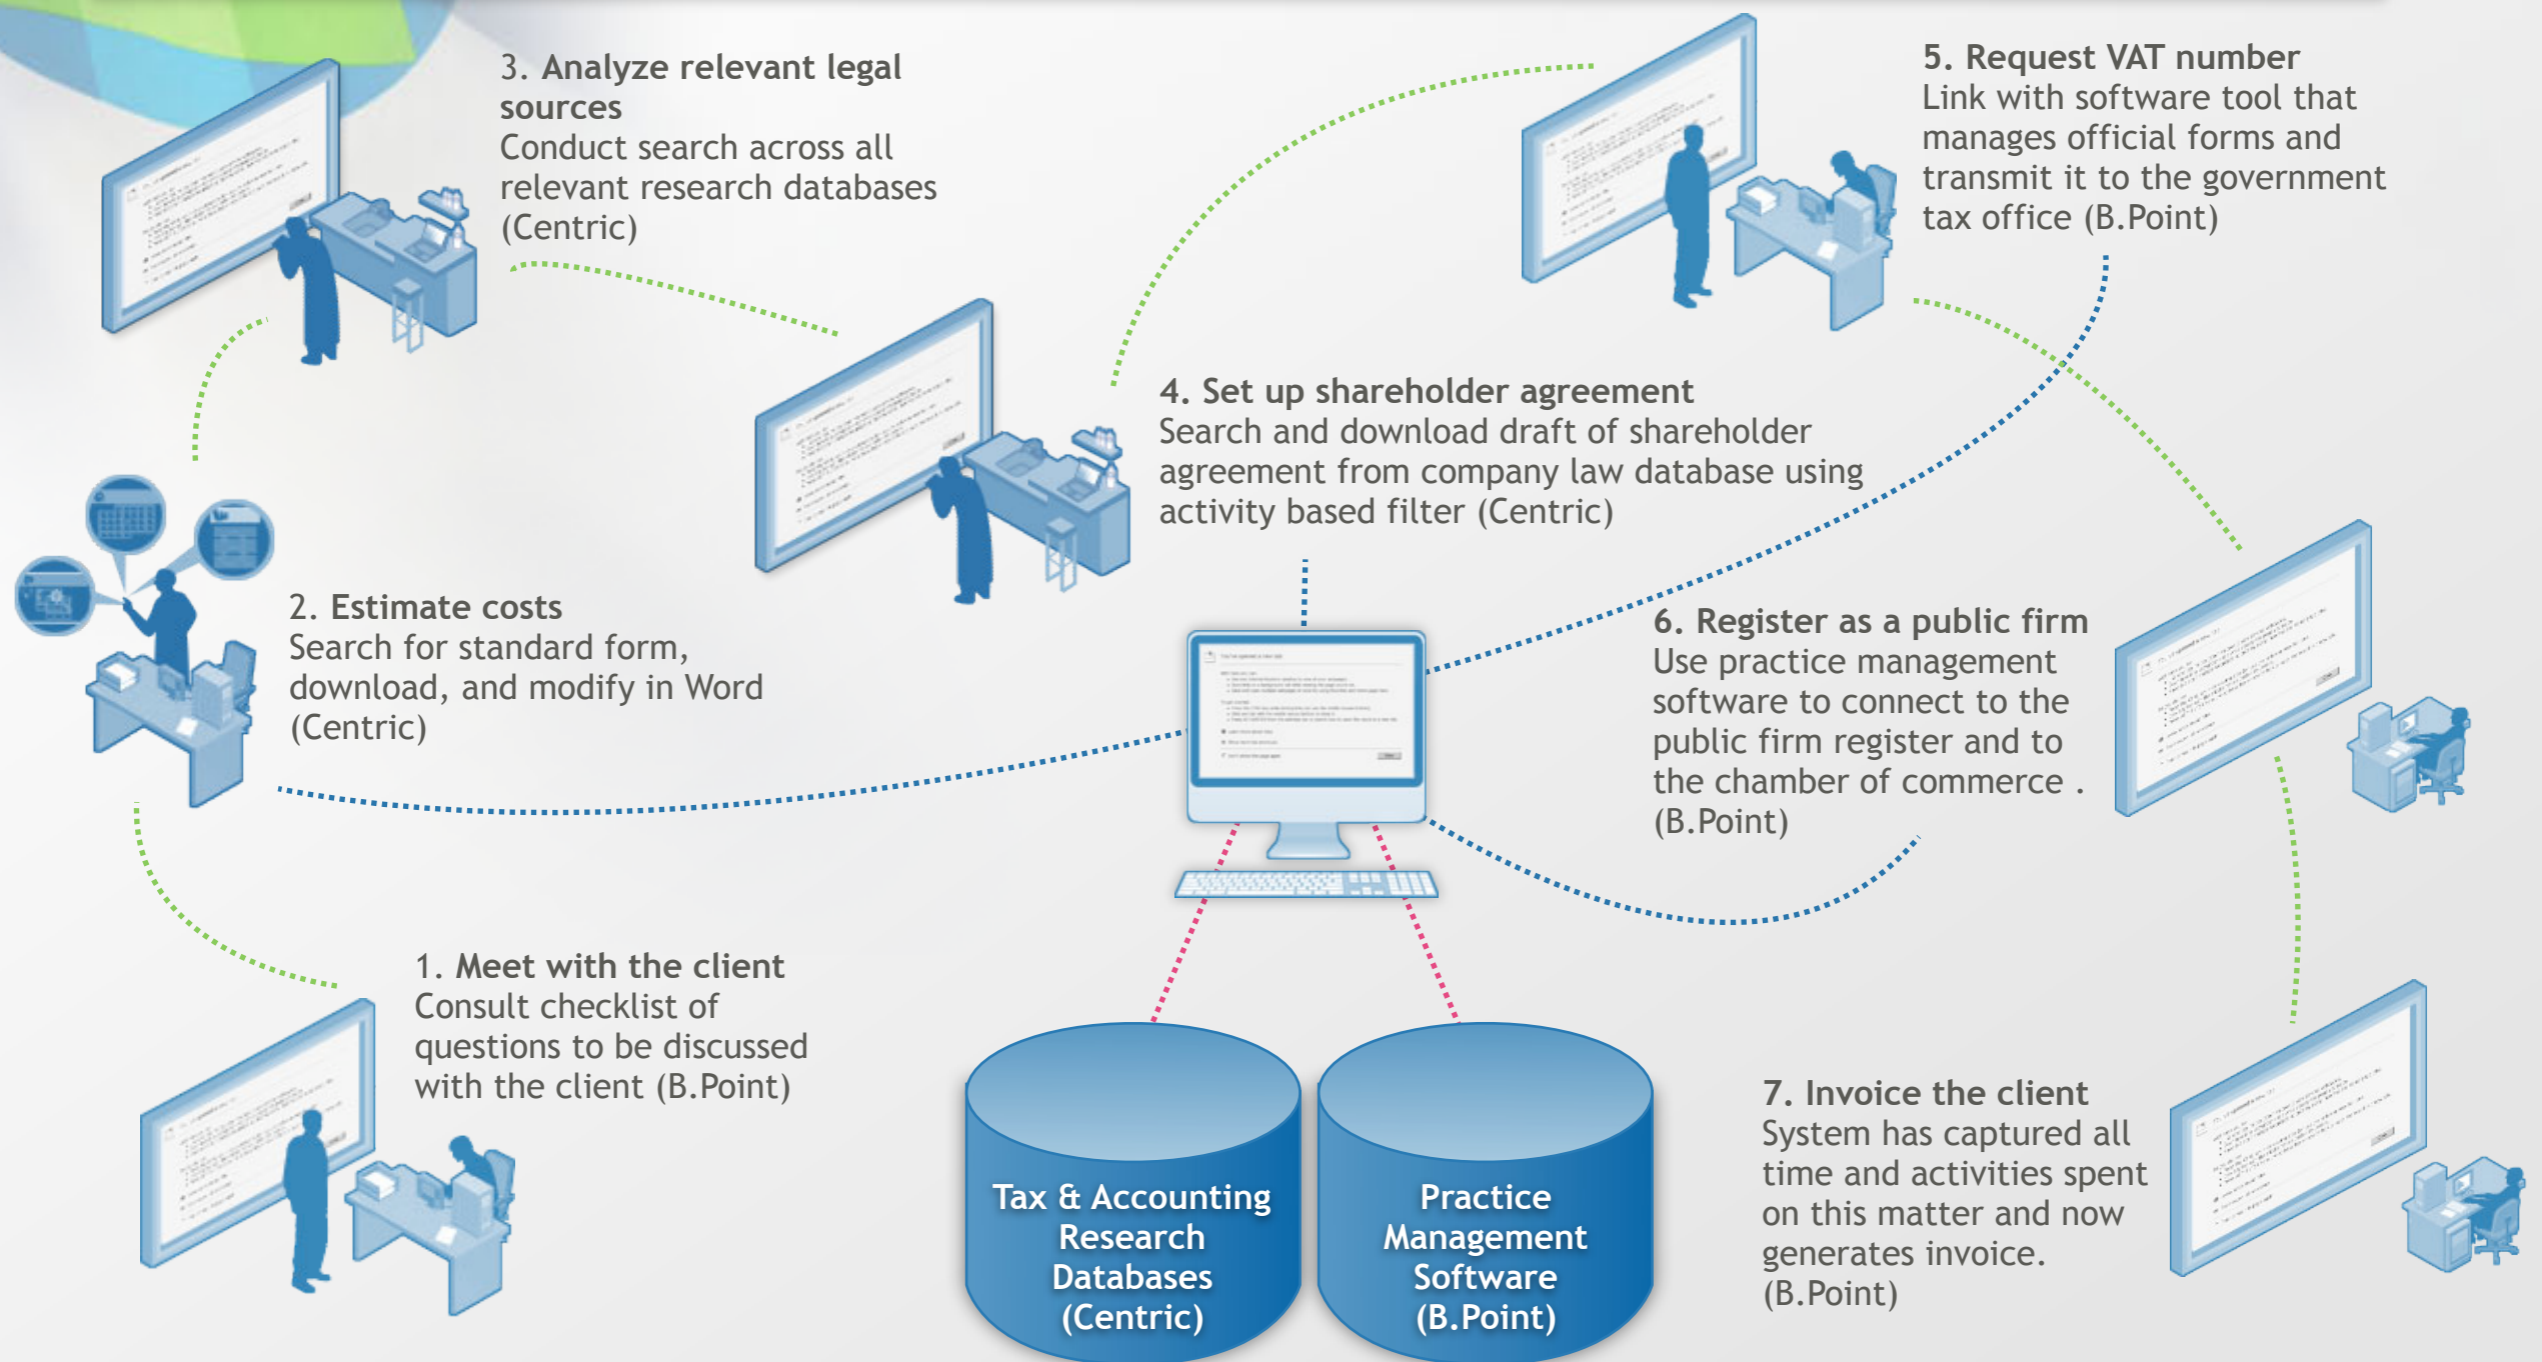 3. Analyze relevant legal
sources
Conduct search across all
relevant research databases
(Centric)
5. Request VAT number
Link with software tool that
manages official forms and
transmit it to the government
tax office (B.Point)
4. Set up shareholder agreement
Search and download draft of shareholder
agreement from company law database using
activity based filter (Centric)
2. Estimate costs
Search for standard form,
download, and modify in Word
(Centric)
6. Register as a public firm
Use practice management
software to connect to the
public firm register and to
the chamber of commerce .
(B.Point)
1. Meet with the client
Consult checklist of
questions to be discussed
with the client (B.Point)
7. Invoice the client
System has captured all
time and activities spent
on this matter and now
generates invoice.
(B.Point)
Tax & Accounting
Research
Databases
(Centric)
Practice
Management
Software
(B.Point)